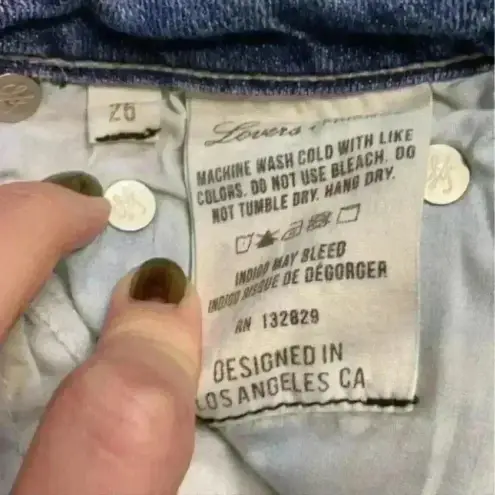 26
Lovers
MACHINE WASH COLD WITH LIKE
COLORS. DO NOT USE BLEACH. DO
NOT TUMBLE DRY. HANG DRY.
INDIGO MAY BLEED
INDIGO RISQUE DE DÉGORGER
RN 132829
DESIGNED IN
LOS ANGELES CA